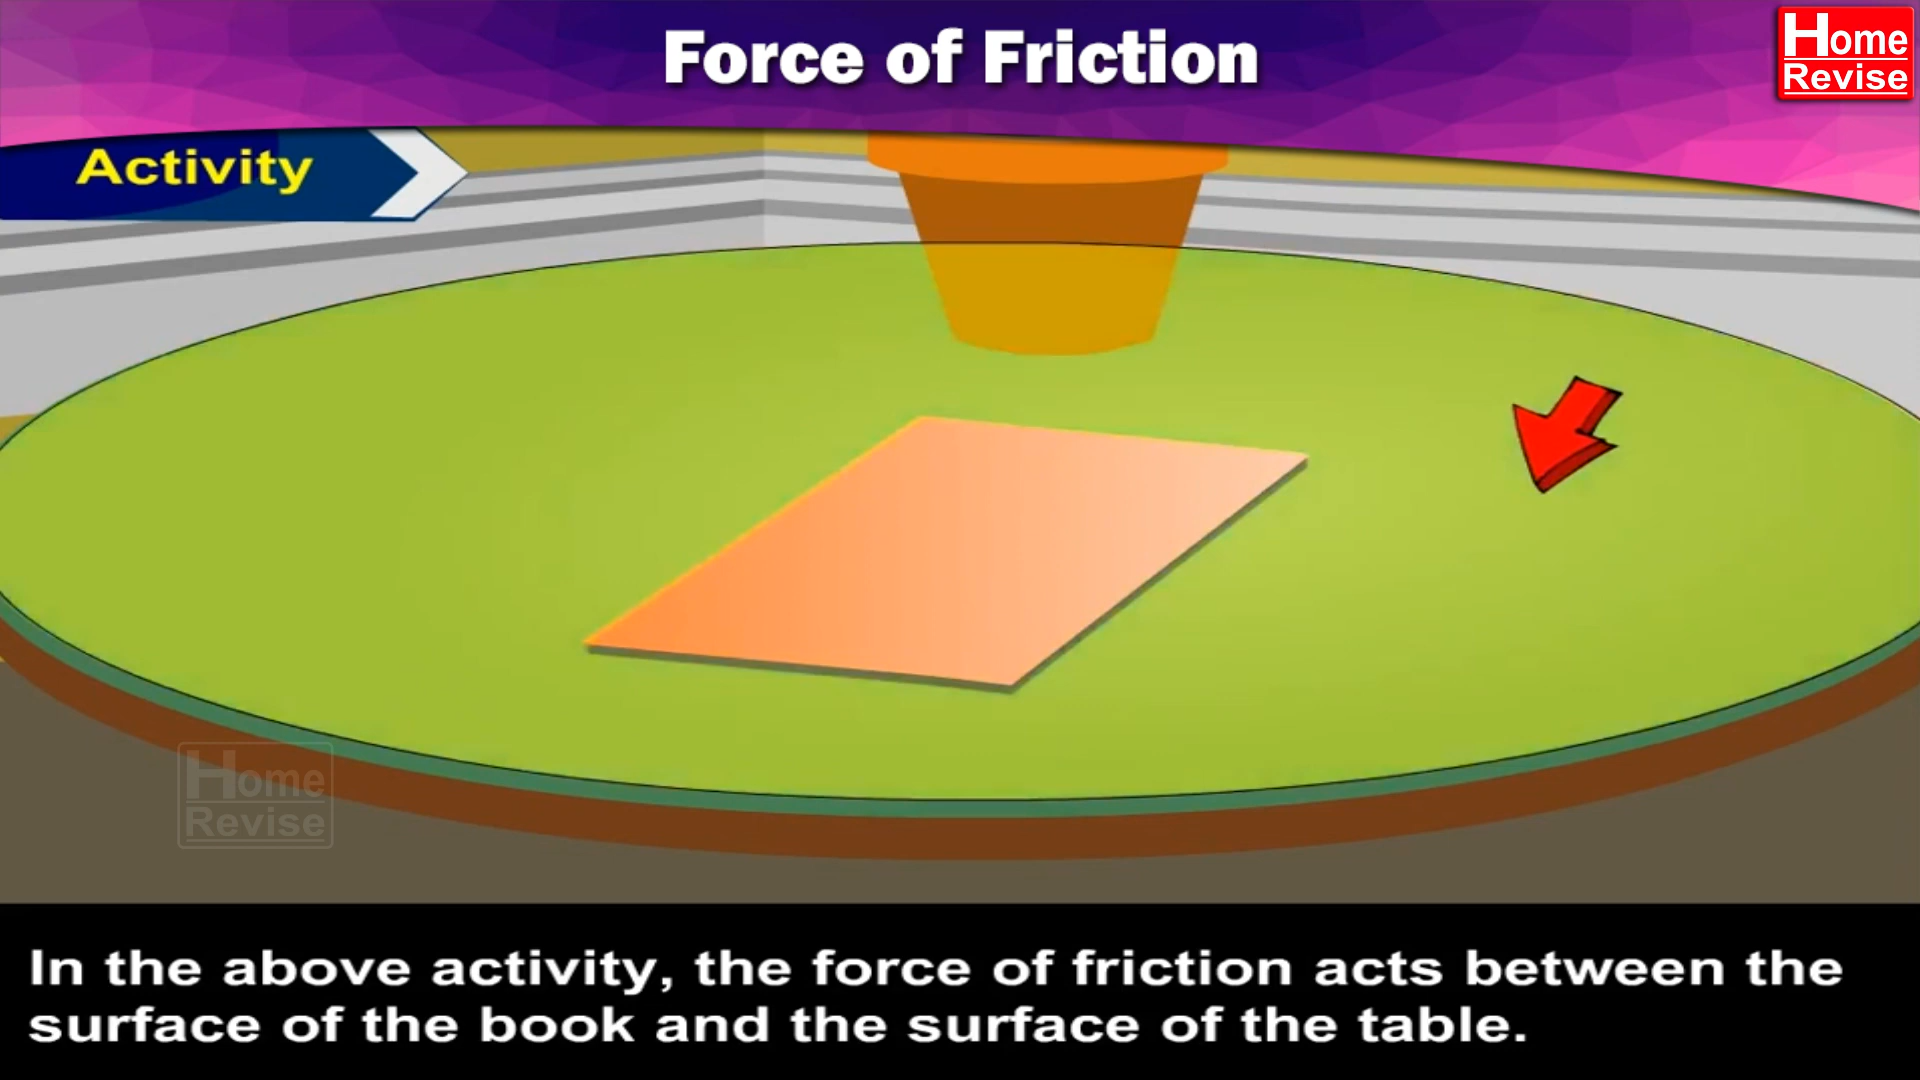 Force of Friction
Home
Revise
Activity
Home
Revise
In the above activity, the force of friction acts between the
surface of the book and the surface of the table.